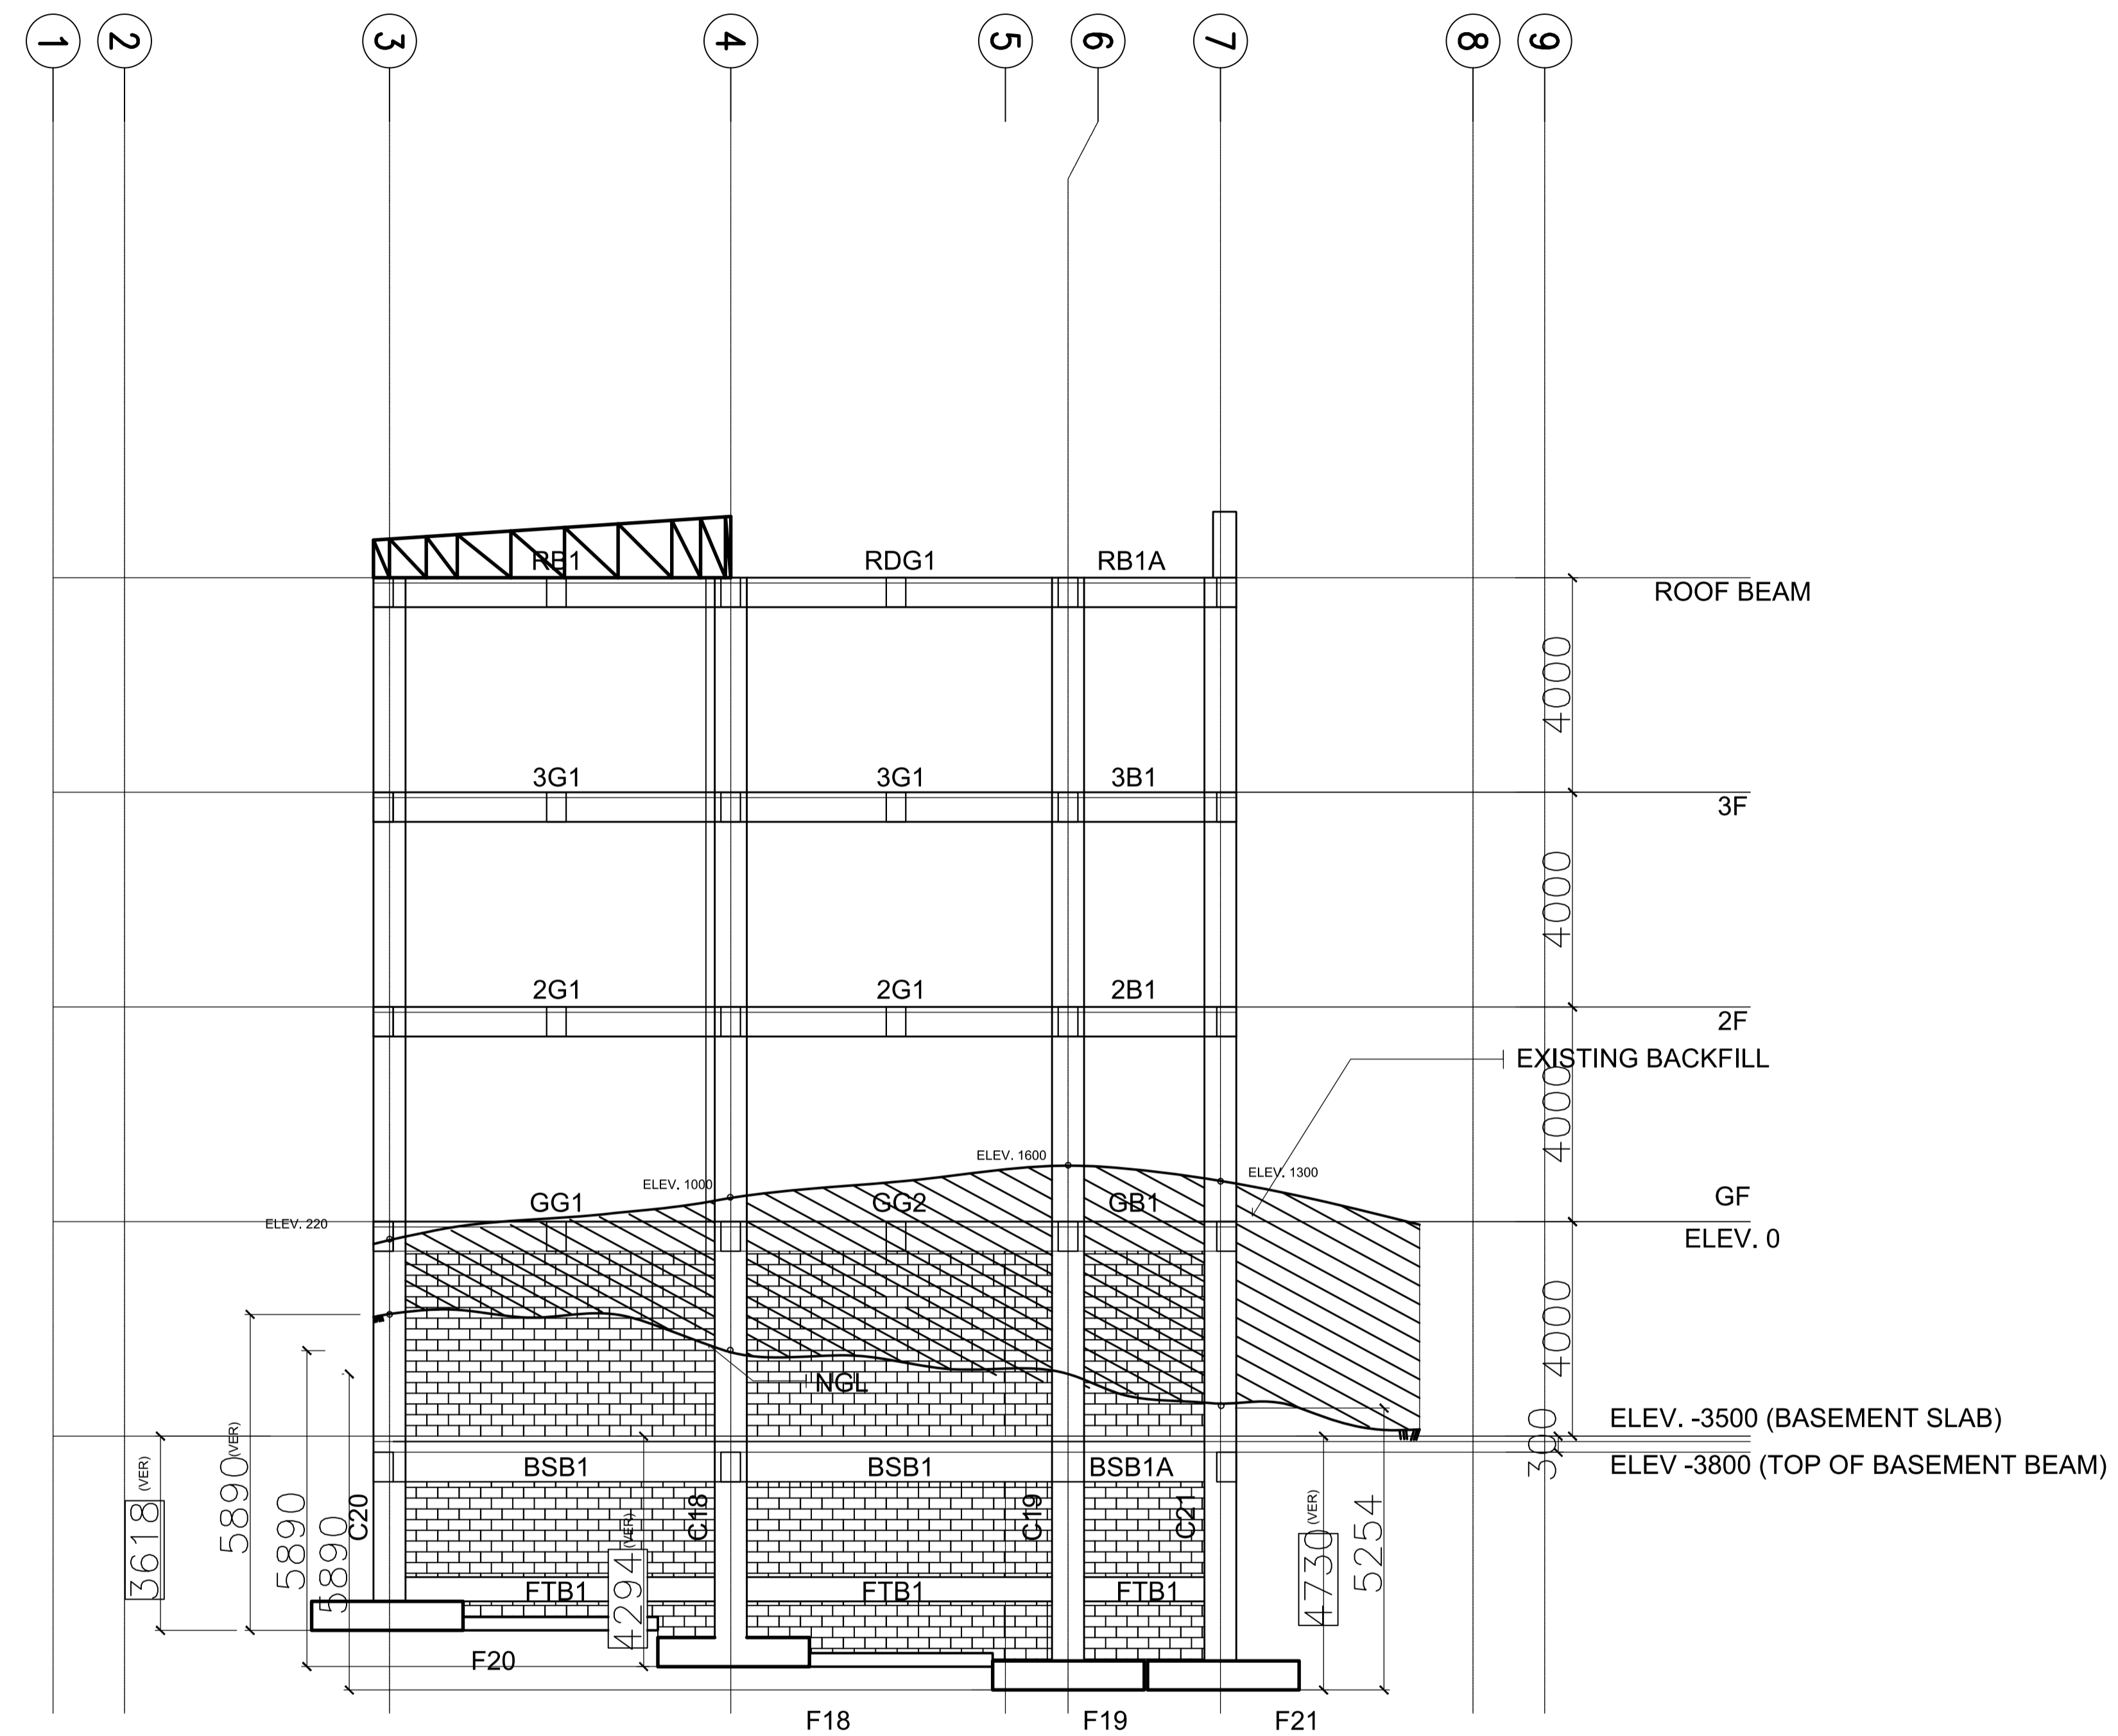 1 2 3 4 5 6 7 8 9
RB1 RDG1 RB1A
ROOF BEAM
4000
3G1 3G1 3B1
3F
4000
2G1 2G1 2B1
2F
EXISTING BACKFILL
4000
ELEV. 1600
ELEV. 1300
ELEV. 1000
GG1 GG2 GB1
GF
ELEV. 220
ELEV. 0
4000
NGL
ELEV. -3500 (BASEMENT SLAB)
300
ELEV -3800 (TOP OF BASEMENT BEAM)
BSB1 BSB1 BSB1A
3618 (VER)
5890 (VER)
5890
5890
C20
4294 (VER)
C18
C19
C21
4730 (VER)
5254
FTB1 FTB1 FTB1
F20
F18 F19 F21